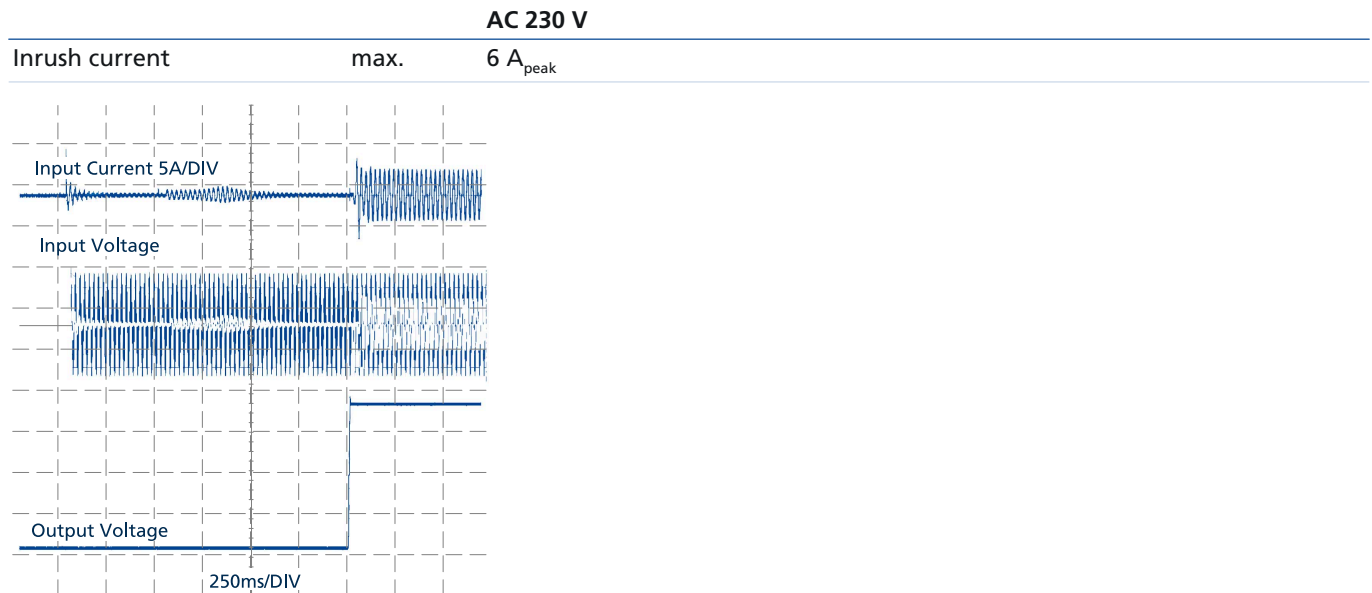 AC 230 V
Inrush current max. 6 Apeak
Input Current 5A/DIV
Input Voltage
Output Voltage
250ms/DIV